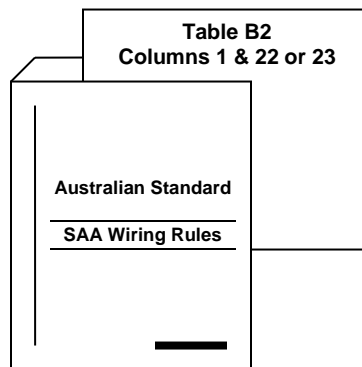 Table B2
Columns 1 & 22 or 23
Australian Standard
SAA Wiring Rules